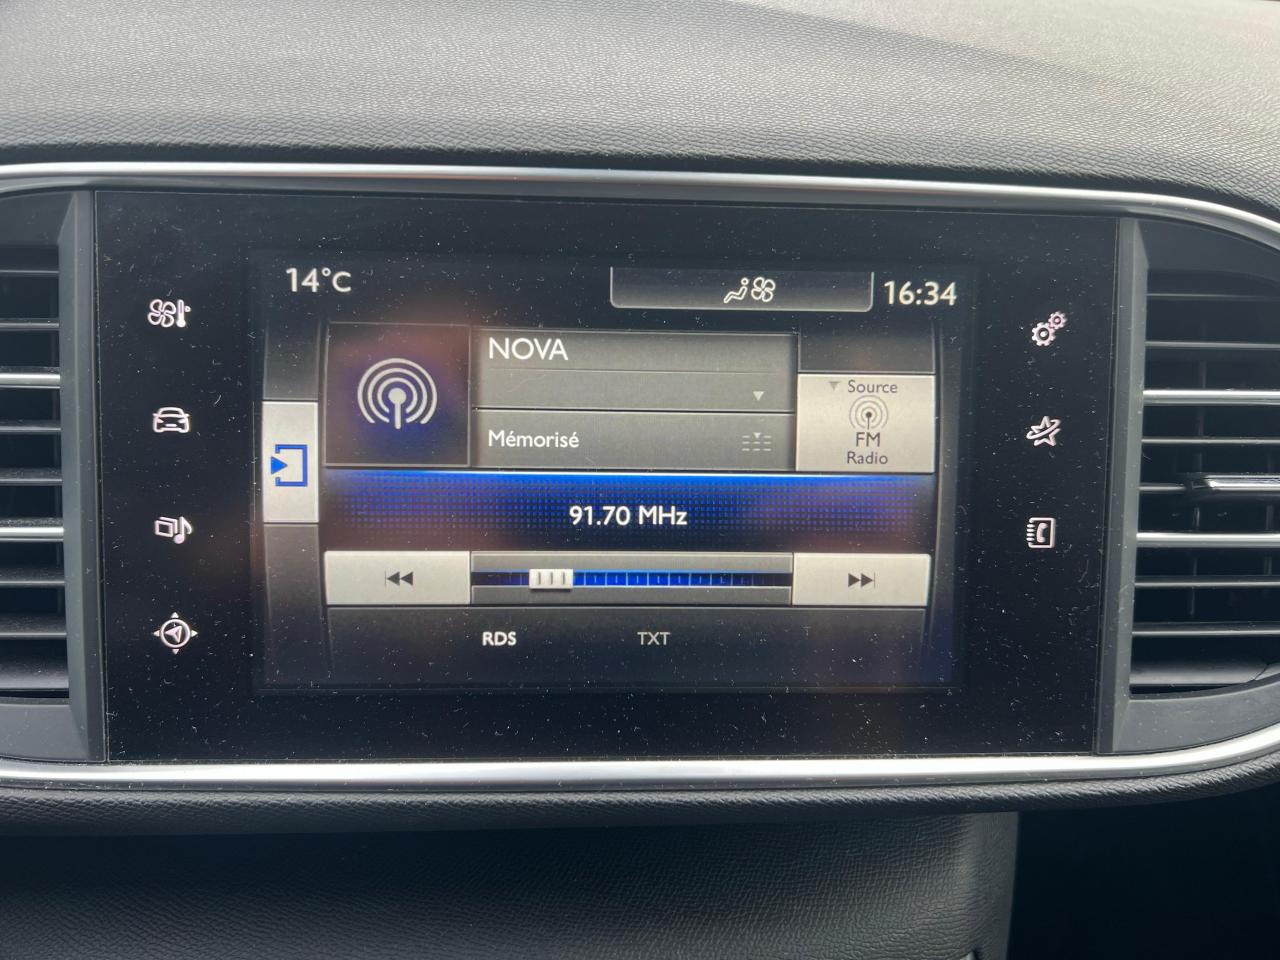 14°C
16:34
NOVA
Mémorisé
Source
FM
Radio
91.70 MHz
RDS
TXT